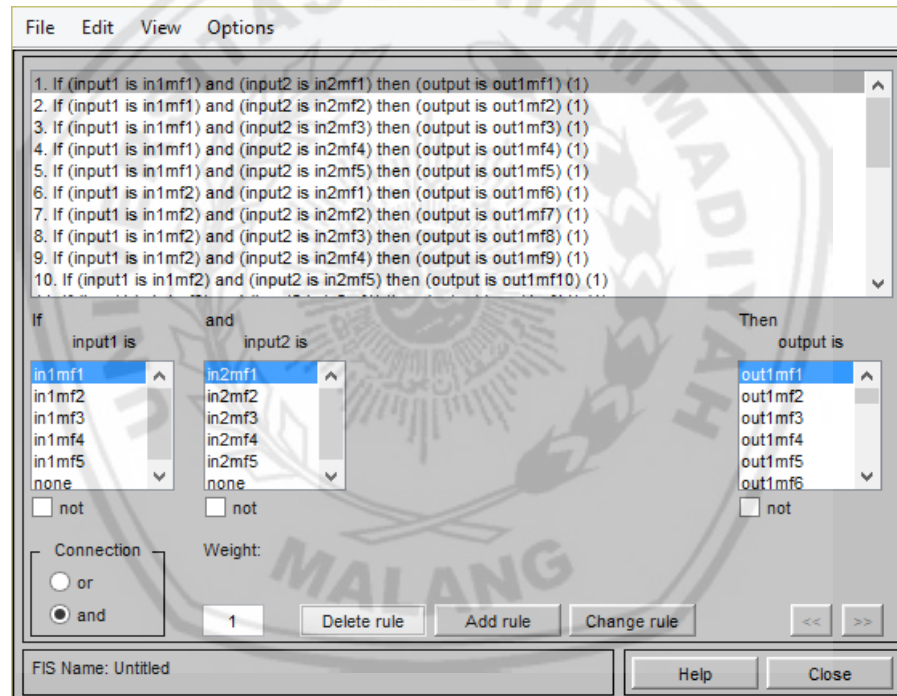 File Edit View Options
1. If (input1 is in1mf1) and (input2 is in2mf1) then (output is out1mf1) (1)
2. If (input1 is in1mf1) and (input2 is in2mf2) then (output is out1mf2) (1)
3. If (input1 is in1mf1) and (input2 is in2mf3) then (output is out1mf3) (1)
4. If (input1 is in1mf1) and (input2 is in2mf4) then (output is out1mf4) (1)
5. If (input1 is in1mf1) and (input2 is in2mf5) then (output is out1mf5) (1)
6. If (input1 is in1mf2) and (input2 is in2mf1) then (output is out1mf6) (1)
7. If (input1 is in1mf2) and (input2 is in2mf2) then (output is out1mf7) (1)
8. If (input1 is in1mf2) and (input2 is in2mf3) then (output is out1mf8) (1)
9. If (input1 is in1mf2) and (input2 is in2mf4) then (output is out1mf9) (1)
10. If (input1 is in1mf2) and (input2 is in2mf5) then (output is out1mf10) (1)
If and Then
input1 is input2 is output is
in1mf1 in2mf1 out1mf1
in1mf2 in2mf2 out1mf2
in1mf3 in2mf3 out1mf3
in1mf4 in2mf4 out1mf4
in1mf5 in2mf5 out1mf5
none none out1mf6
not not not
Connection Weight:
or
and 1 Delete rule Add rule Change rule << >>
FIS Name: Untitled Help Close
MALANG